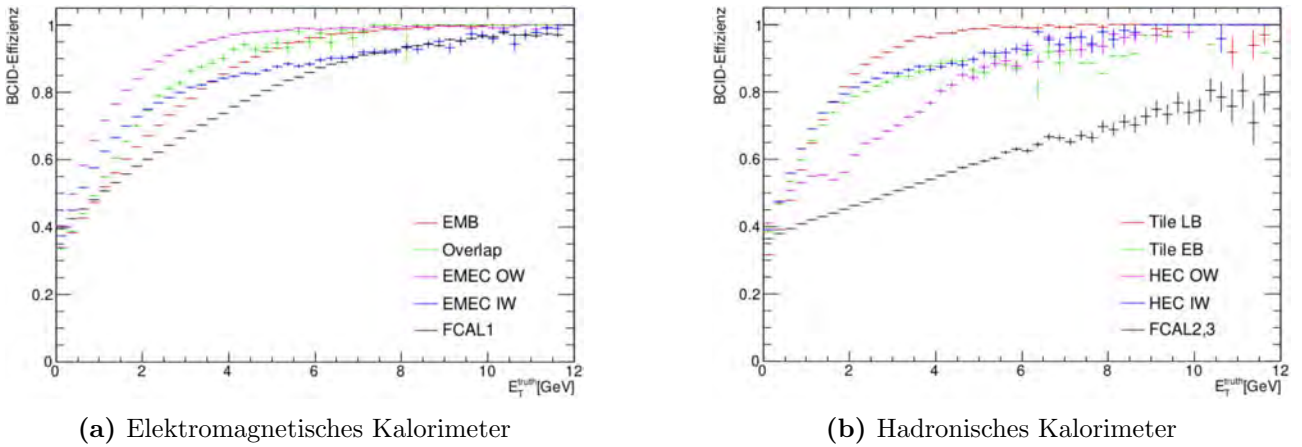 BCID-Effizienz
1
0.8
0.6
0.4
0.2
0
EMB
Overlap
EMEC OW
EMEC IW
FCAL1
0 2 4 6 8 10 12
E_T^truth[GeV]
(a) Elektromagnetisches Kalorimeter
BCID-Effizienz
1
0.8
0.6
0.4
0.2
0
Tile LB
Tile EB
HEC OW
HEC IW
FCAL2,3
0 2 4 6 8 10 12
E_T^truth[GeV]
(b) Hadronisches Kalorimeter